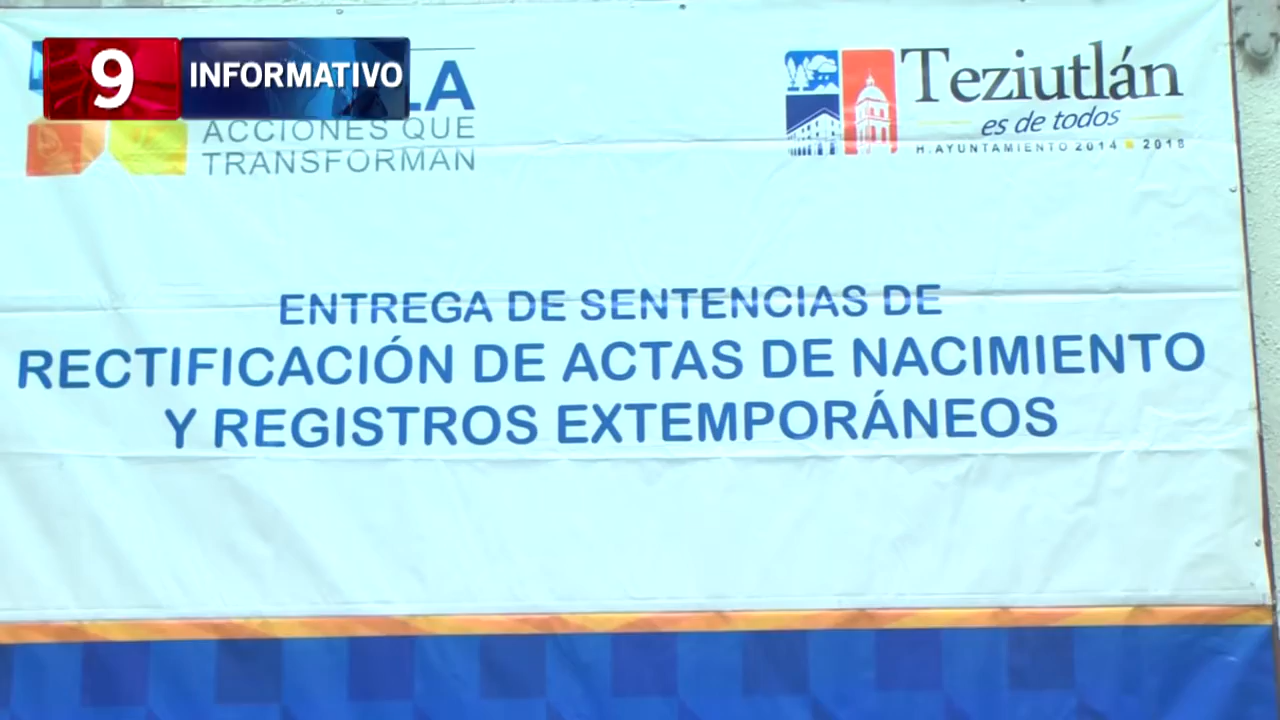 9 INFORMATIVO
LA
ACCIONES QUE
TRANSFORMAN
Teziutlán
es de todos
H. AYUNTAMIENTO 2014 2018
ENTREGA DE SENTENCIAS DE
RECTIFICACIÓN DE ACTAS DE NACIMIENTO
Y REGISTROS EXTEMPORÁNEOS